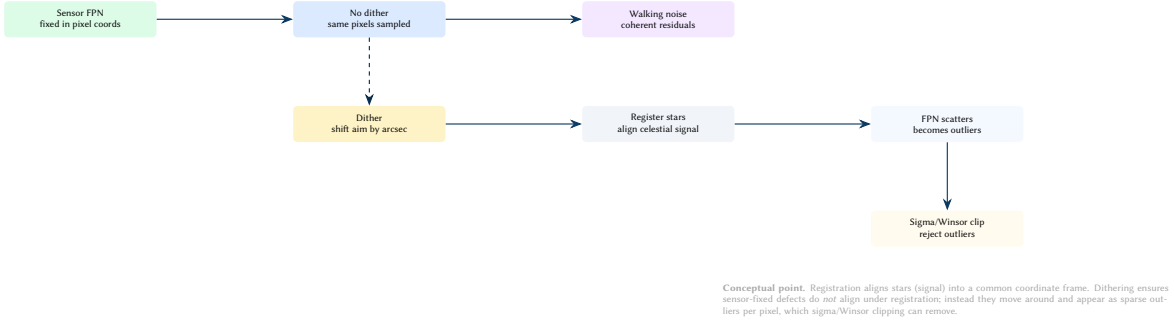 Sensor FPN
fixed in pixel coords
No dither
same pixels sampled
Walking noise
coherent residuals
Dither
shift aim by arcsec
Register stars
align celestial signal
FPN scatters
becomes outliers
Sigma/Winsor clip
reject outliers
Conceptual point. Registration aligns stars (signal) into a common coordinate frame. Dithering ensures
sensor-fixed defects do not align under registration; instead they move around and appear as sparse out-
liers per pixel, which sigma/Winsor clipping can remove.